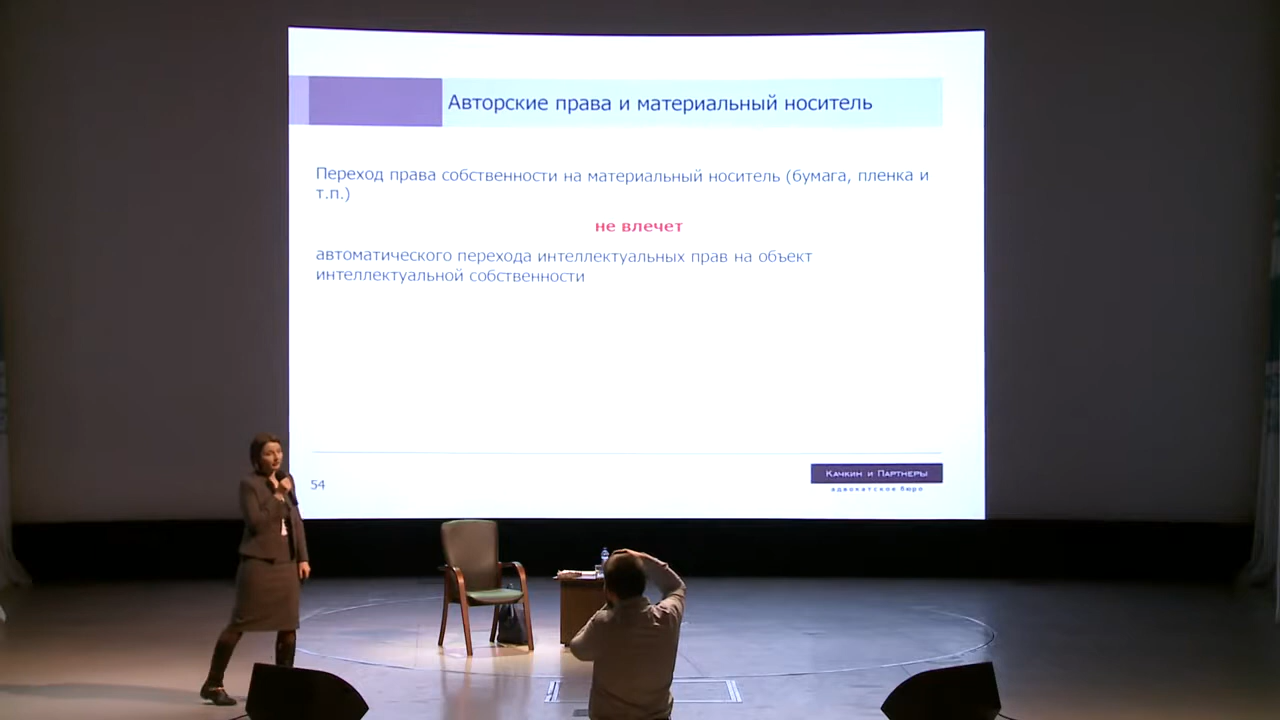 Авторские права и материальный носитель
Переход права собственности на материальный носитель (бумага, пленка и
т.п.)
не влечет
автоматического перехода интеллектуальных прав на объект
интеллектуальной собственности
54
Качкин и Партнеры
адвокатское бюро